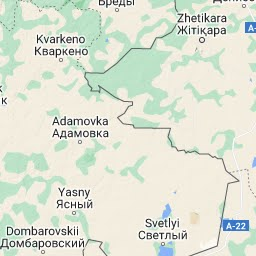 Бреды
Kvarkeno
Кваркено
Zhetikara
Жітіқара
A-22
Adamovka
Адамовка
Yasny
Ясный
Svetlyi
Светлый
Dombarovskii
Домбаровский